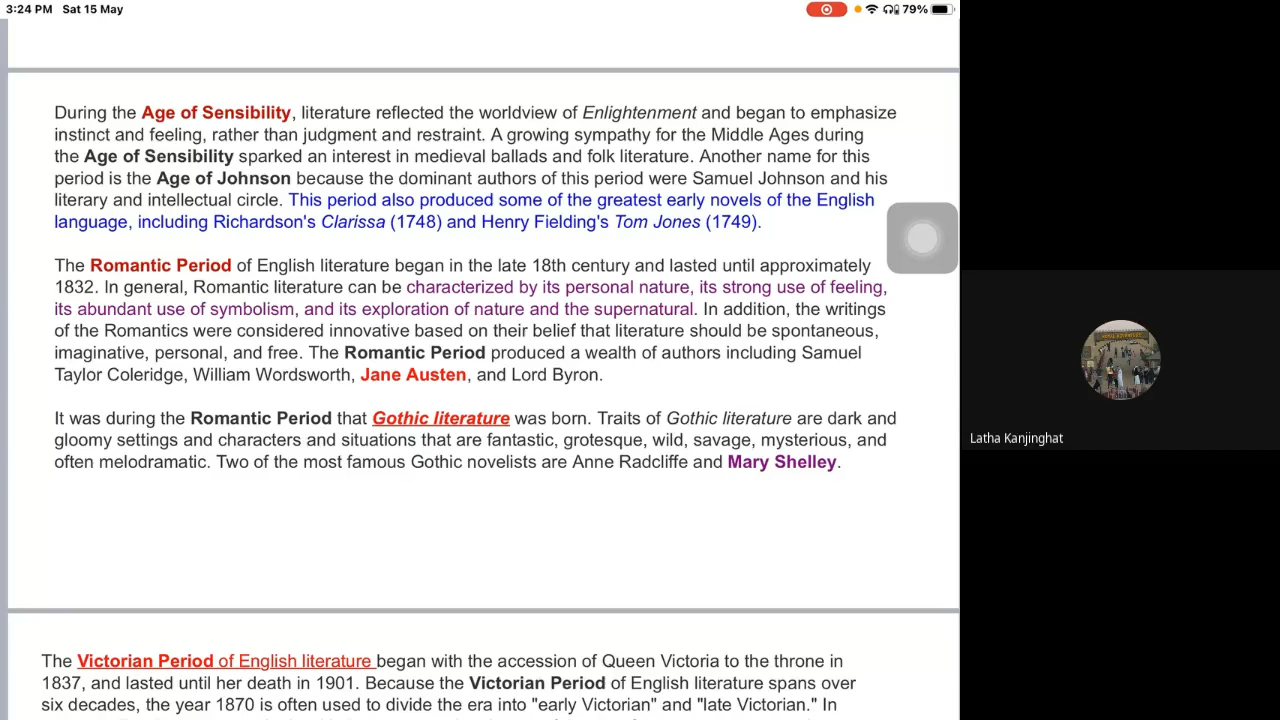 3:24 PM Sat 15 May
79%
During the Age of Sensibility, literature reflected the worldview of Enlightenment and began to emphasize
instinct and feeling, rather than judgment and restraint. A growing sympathy for the Middle Ages during
the Age of Sensibility sparked an interest in medieval ballads and folk literature. Another name for this
period is the Age of Johnson because the dominant authors of this period were Samuel Johnson and his
literary and intellectual circle. This period also produced some of the greatest early novels of the English
language, including Richardson's Clarissa (1748) and Henry Fielding's Tom Jones (1749).
The Romantic Period of English literature began in the late 18th century and lasted until approximately
1832. In general, Romantic literature can be characterized by its personal nature, its strong use of feeling,
its abundant use of symbolism, and its exploration of nature and the supernatural. In addition, the writings
of the Romantics were considered innovative based on their belief that literature should be spontaneous,
imaginative, personal, and free. The Romantic Period produced a wealth of authors including Samuel
Taylor Coleridge, William Wordsworth, Jane Austen, and Lord Byron.
It was during the Romantic Period that Gothic literature was born. Traits of Gothic literature are dark and
gloomy settings and characters and situations that are fantastic, grotesque, wild, savage, mysterious, and
often melodramatic. Two of the most famous Gothic novelists are Anne Radcliffe and Mary Shelley.
The Victorian Period of English literature began with the accession of Queen Victoria to the throne in
1837, and lasted until her death in 1901. Because the Victorian Period of English literature spans over
six decades, the year 1870 is often used to divide the era into "early Victorian" and "late Victorian." In
Latha Kanjinghat